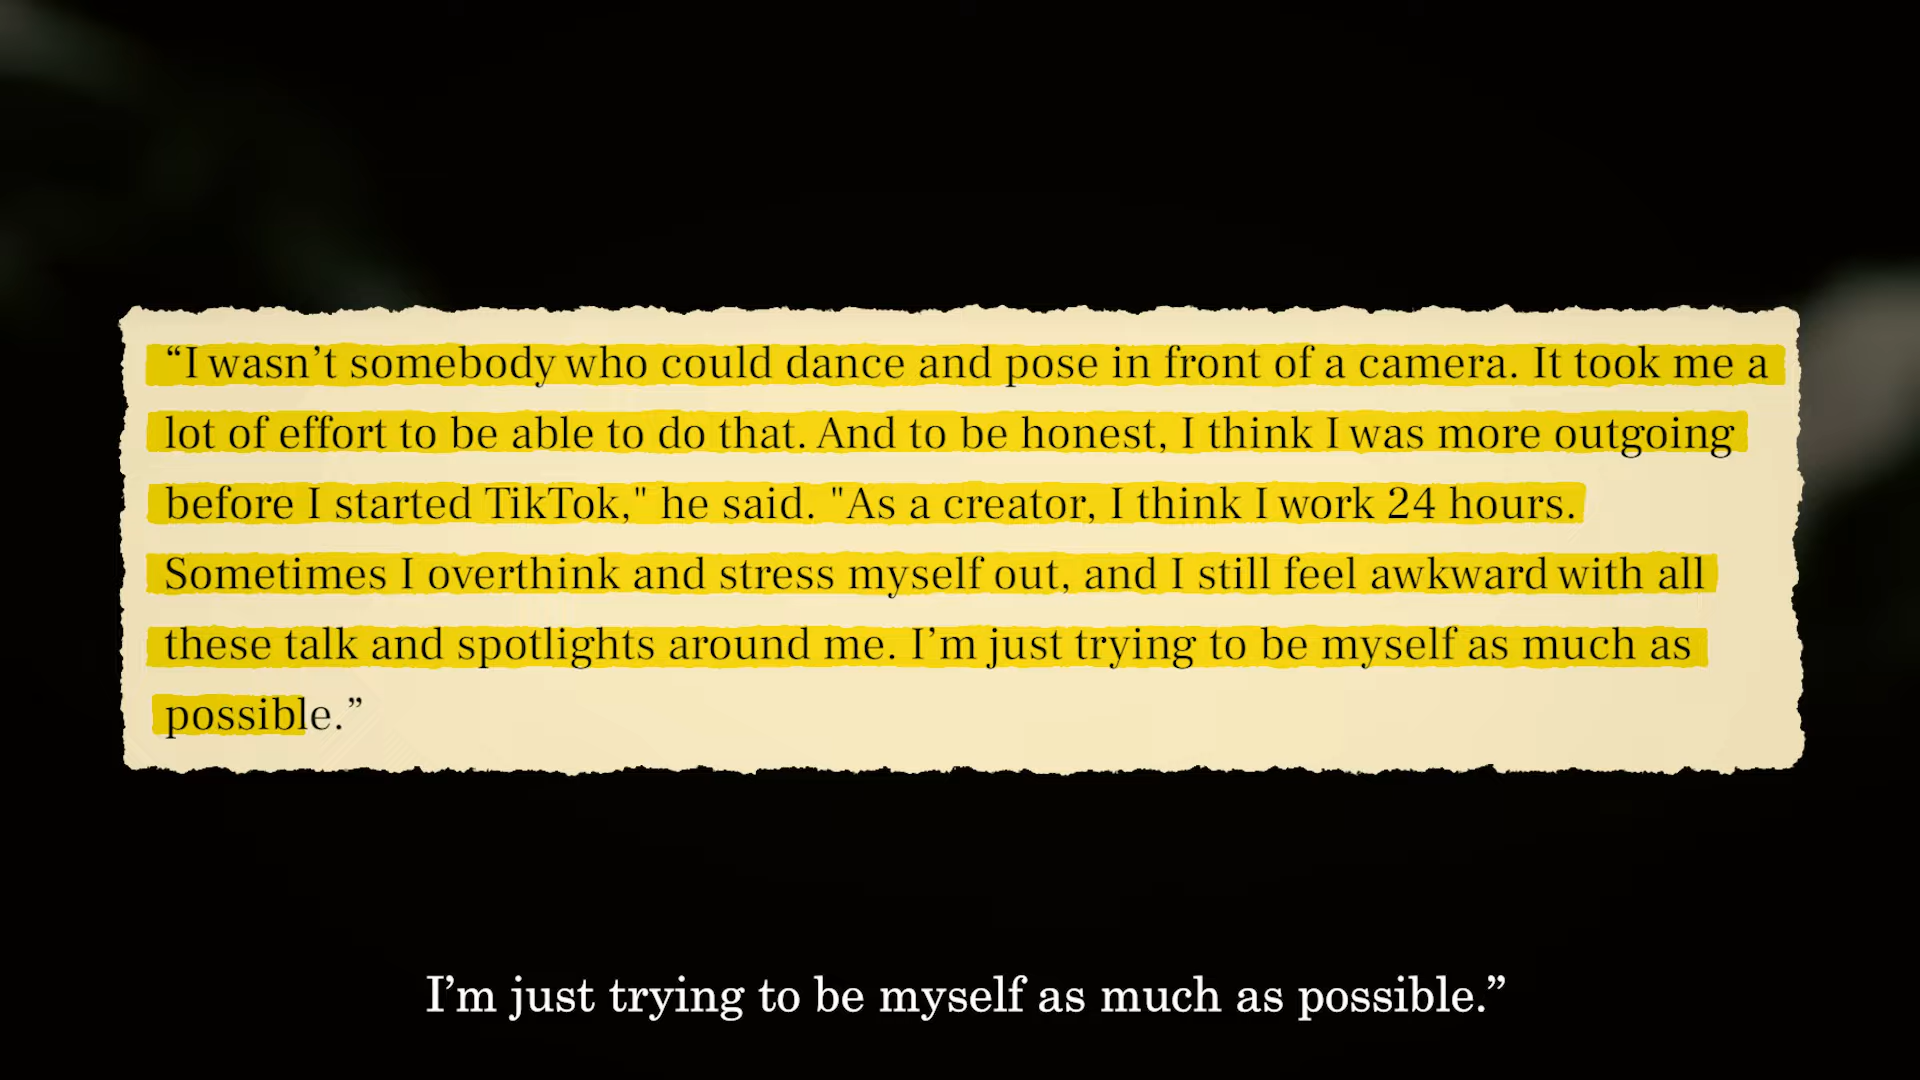 “I wasn’t somebody who could dance and pose in front of a camera. It took me a
lot of effort to be able to do that. And to be honest, I think I was more outgoing
before I started TikTok," he said. "As a creator, I think I work 24 hours.
Sometimes I overthink and stress myself out, and I still feel awkward with all
these talk and spotlights around me. I’m just trying to be myself as much as
possible.”
I’m just trying to be myself as much as possible.”